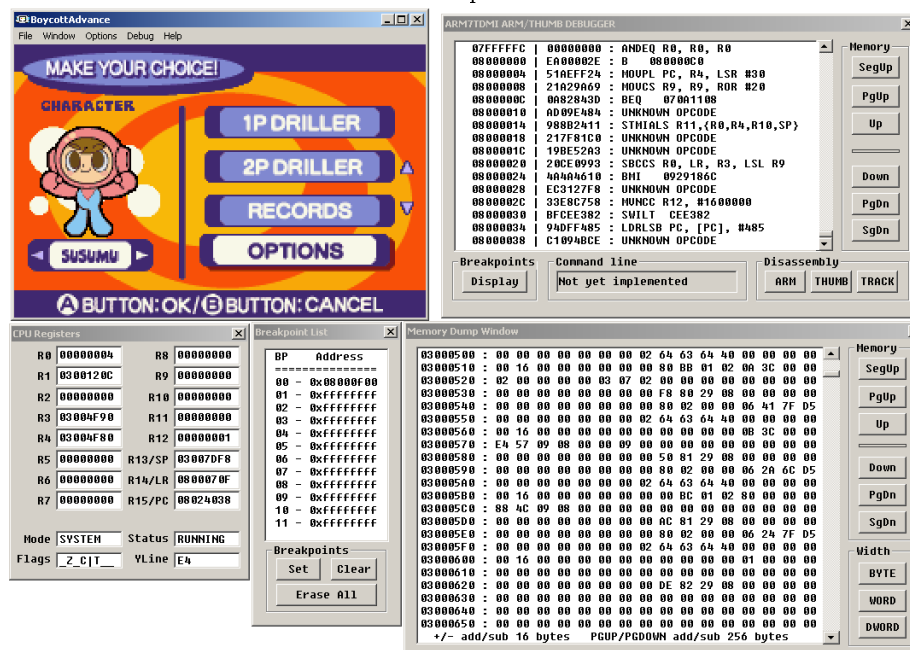 BoycottAdvance
File Window Options Debug Help
MAKE YOUR CHOICE!
CHARACTER
1P DRILLER
2P DRILLER
RECORDS
OPTIONS
SUSUMU
A BUTTON: OK/B BUTTON: CANCEL
ARM7TDMI ARM/THUMB DEBUGGER
07FFFFFC | 00000000 : ANDEQ R0, R0, R0
08000000 | EA00002E : B 080000C0
08000004 | 51AEFF24 : MOVPL PC, R4, LSR #30
08000008 | 21A29A69 : MOVCS R9, R9, ROR #20
0800000C | 0A82843D : BEQ 070A1108
08000010 | AD09E484 : UNKNOWN OPCODE
08000014 | 988B2411 : STMIALS R11,{R0,R4,R10,SP}
08000018 | 217F81C0 : UNKNOWN OPCODE
0800001C | 19BE52A3 : UNKNOWN OPCODE
08000020 | 20CE0993 : SBCCS R0, LR, R3, LSL R9
08000024 | 4A4A4610 : BMI 0929186C
08000028 | EC3127F8 : UNKNOWN OPCODE
0800002C | 33E8C758 : MUNCC R12, #1600000
08000030 | BFCEE382 : SWILT CEE382
08000034 | 94DFF485 : LDRLSB PC, [PC], #485
08000038 | C1094BCE : UNKNOWN OPCODE
Memory
SegUp
PgUp
Up
Down
PgDn
SgDn
Breakpoints
Display
Command line
Not yet implemented
Disassembly
ARM THUMB TRACK
CPU Registers
R0 00000004 R8 00000000
R1 0300120C R9 00000000
R2 00000000 R10 00000000
R3 03004F90 R11 00000000
R4 03004F80 R12 00000001
R5 00000000 R13/SP 03007DF8
R6 00000000 R14/LR 0800070F
R7 00000000 R15/PC 08024038
Mode SYSTEM Status RUNNING
Flags _Z_C|T__ YLine E4
Breakpoint List
BP Address
===============
00 - 0x08000F00
01 - 0xffffffff
02 - 0xffffffff
03 - 0xffffffff
04 - 0xffffffff
05 - 0xffffffff
06 - 0xffffffff
07 - 0xffffffff
08 - 0xffffffff
09 - 0xffffffff
10 - 0xffffffff
11 - 0xffffffff
Breakpoints
Set Clear
Erase All
Memory Dump Window
03000500 : 00 00 00 00 00 00 00 02 64 63 64 40 00 00 00 00
03000510 : 00 16 00 00 00 00 00 00 80 BB 01 02 0A 3C 00 00
03000520 : 02 00 00 00 00 03 07 02 00 00 00 00 00 00 00 00
03000530 : 00 00 00 00 00 00 00 00 F8 80 29 08 00 00 00 00
03000540 : 00 00 00 00 00 00 00 00 80 02 00 00 06 41 7F D5
03000550 : 00 00 00 00 00 00 00 02 64 63 64 40 00 00 00 00
03000560 : 00 16 00 00 00 00 00 00 00 00 00 00 0B 3C 00 00
03000570 : E4 57 09 08 00 00 09 00 00 00 00 00 00 00 00 00
03000580 : 00 00 00 00 00 00 00 00 50 81 29 08 00 00 00 00
03000590 : 00 00 00 00 00 00 00 00 80 02 00 00 06 2A 6C D5
030005A0 : 00 00 00 00 00 00 00 02 64 63 64 40 00 00 00 00
030005B0 : 00 16 00 00 00 00 00 00 BC 01 02 80 00 00 00
030005C0 : 88 4C 09 08 00 00 00 00 00 00 00 00 00 00 00 00
030005D0 : 00 00 00 00 00 00 00 00 AC 81 29 08 00 00 00 00
030005E0 : 00 00 00 00 00 00 00 00 80 02 00 00 06 24 7F D5
030005F0 : 00 00 00 00 00 00 00 02 64 63 64 40 00 00 00 00
03000600 : 00 16 00 00 00 00 00 00 00 00 00 00 01 00 00 00
03000610 : 00 00 00 00 00 00 00 00 00 00 00 00 00 00 00 00
03000620 : 00 00 00 00 00 00 00 00 DE 82 29 08 00 00 00 00
03000630 : 00 00 00 00 00 00 00 00 00 00 00 00 00 00 00 00
03000640 : 00 00 00 00 00 00 00 00 00 00 00 00 00 00 00 00
03000650 : 00 00 00 00 00 00 00 00 00 00 00 00 00 00 00 00
+/- add/sub 16 bytes PGUP/PGDOWN add/sub 256 bytes
Memory
SegUp
PgUp
Up
Down
PgDn
SgDn
Width
BYTE
WORD
DWORD